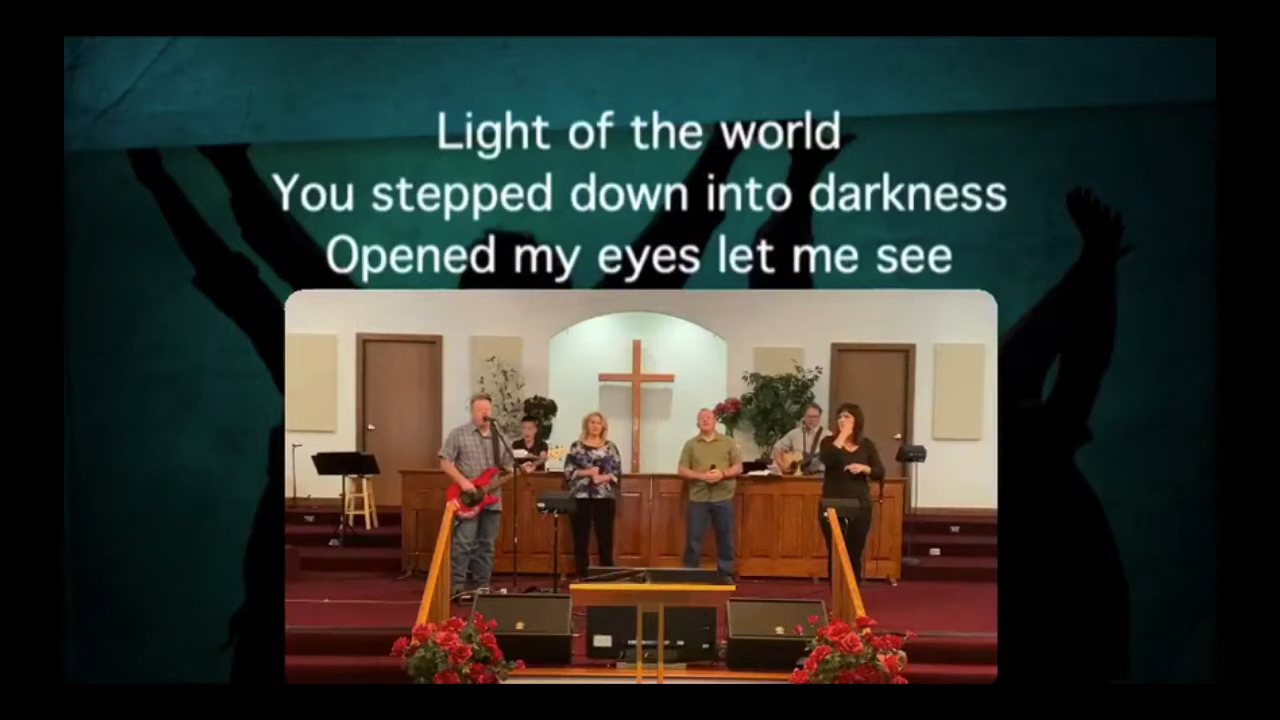 Light of the world
You stepped down into darkness
Opened my eyes let me see